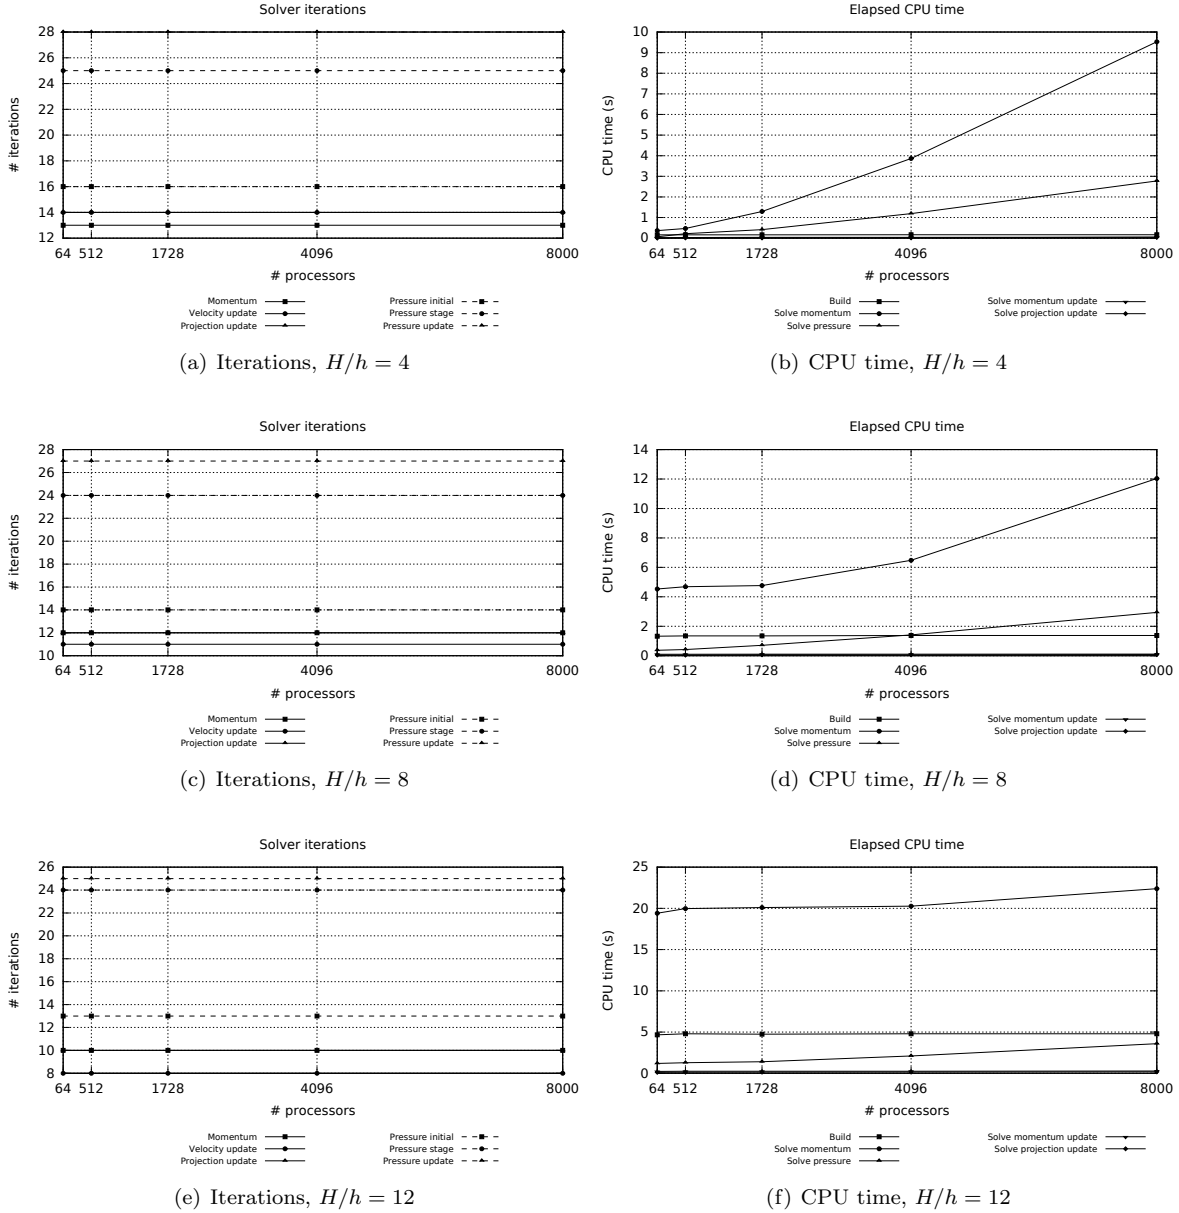 Solver iterations
28
26
24
22
20
18
16
14
12
# iterations
64 512 1728 4096 8000
# processors
Momentum
Velocity update
Projection update
Pressure initial
Pressure stage
Pressure update
(a) Iterations, H/h = 4
Elapsed CPU time
10
9
8
7
6
5
4
3
2
1
0
CPU time (s)
64 512 1728 4096 8000
# processors
Build
Solve momentum
Solve pressure
Solve momentum update
Solve projection update
(b) CPU time, H/h = 4
Solver iterations
28
26
24
22
20
18
16
14
12
10
# iterations
64 512 1728 4096 8000
# processors
Momentum
Velocity update
Projection update
Pressure initial
Pressure stage
Pressure update
(c) Iterations, H/h = 8
Elapsed CPU time
14
12
10
8
6
4
2
0
CPU time (s)
64 512 1728 4096 8000
# processors
Build
Solve momentum
Solve pressure
Solve momentum update
Solve projection update
(d) CPU time, H/h = 8
Solver iterations
26
24
22
20
18
16
14
12
10
8
# iterations
64 512 1728 4096 8000
# processors
Momentum
Velocity update
Projection update
Pressure initial
Pressure stage
Pressure update
(e) Iterations, H/h = 12
Elapsed CPU time
25
20
15
10
5
0
CPU time (s)
64 512 1728 4096 8000
# processors
Build
Solve momentum
Solve pressure
Solve momentum update
Solve projection update
(f) CPU time, H/h = 12